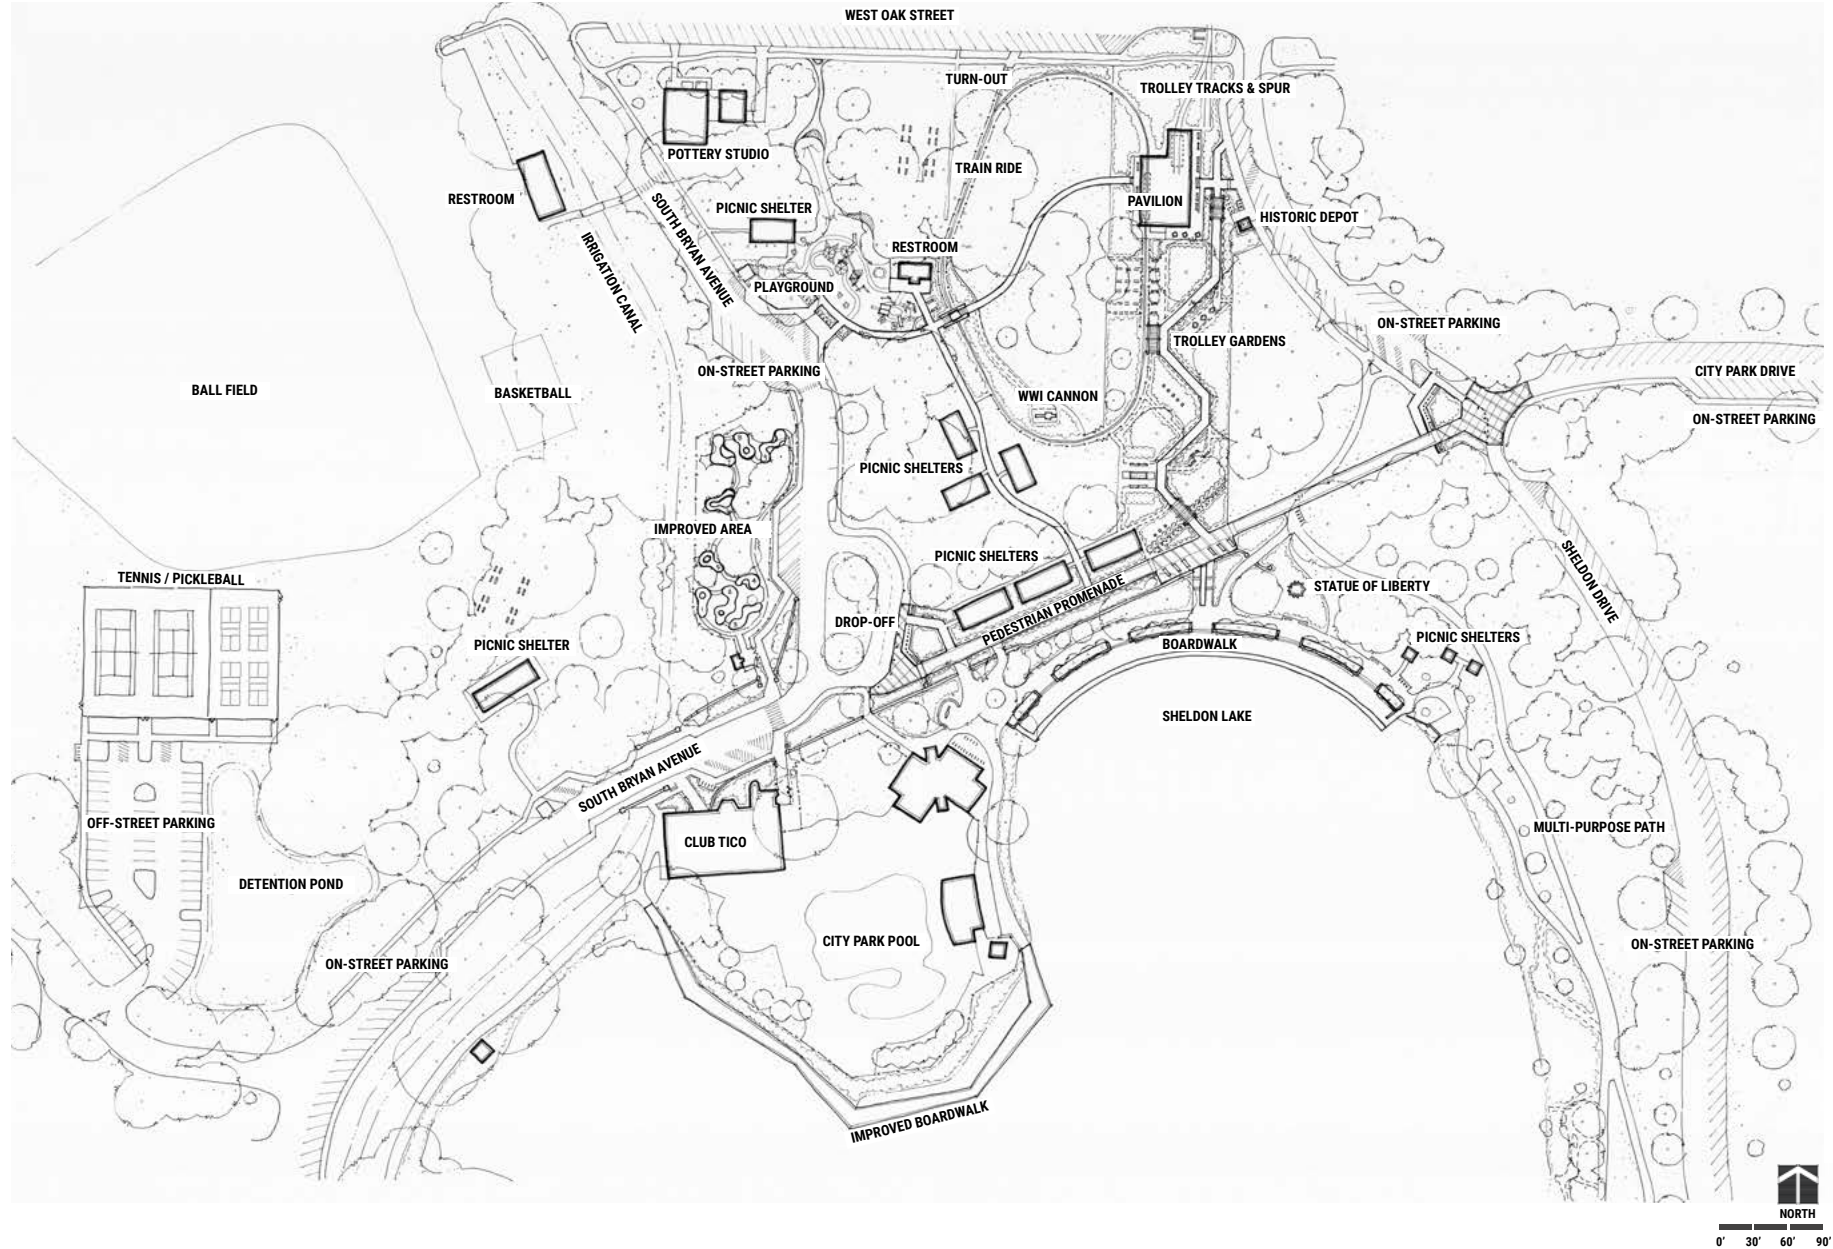 WEST OAK STREET
TURN-OUT
TROLLEY TRACKS & SPUR
POTTERY STUDIO
TRAIN RIDE
RESTROOM
PICNIC SHELTER
SOUTH BRYAN AVENUE
PAVILION
HISTORIC DEPOT
IRRIGATION CANAL
RESTROOM
PLAYGROUND
ON-STREET PARKING
TROLLEY GARDENS
ON-STREET PARKING
CITY PARK DRIVE
BALL FIELD
BASKETBALL
WWI CANNON
ON-STREET PARKING
PICNIC SHELTERS
IMPROVED AREA
PICNIC SHELTERS
TENNIS / PICKLEBALL
SHELDON DRIVE
STATUE OF LIBERTY
PEDESTRIAN PROMENADE
DROP-OFF
PICNIC SHELTER
BOARDWALK
PICNIC SHELTERS
SHELDON LAKE
SOUTH BRYAN AVENUE
OFF-STREET PARKING
CLUB TICO
MULTI-PURPOSE PATH
DETENTION POND
CITY PARK POOL
ON-STREET PARKING
ON-STREET PARKING
IMPROVED BOARDWALK
NORTH
0' 30' 60' 90'